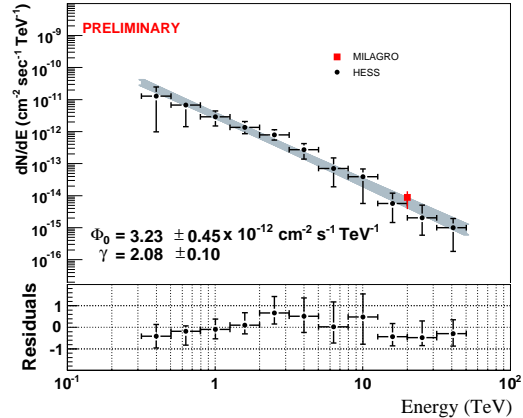 PRELIMINARY
MILAGRO
HESS
dN/dE (cm⁻² sec⁻¹ TeV⁻¹)
10⁻⁹
10⁻¹⁰
10⁻¹¹
10⁻¹²
10⁻¹³
10⁻¹⁴
10⁻¹⁵
10⁻¹⁶
Φ₀ = 3.23 ± 0.45 x 10⁻¹² cm⁻² s⁻¹ TeV⁻¹
γ = 2.08 ± 0.10
Residuals
1
0
-1
10⁻¹ 1 10 10²
Energy (TeV)